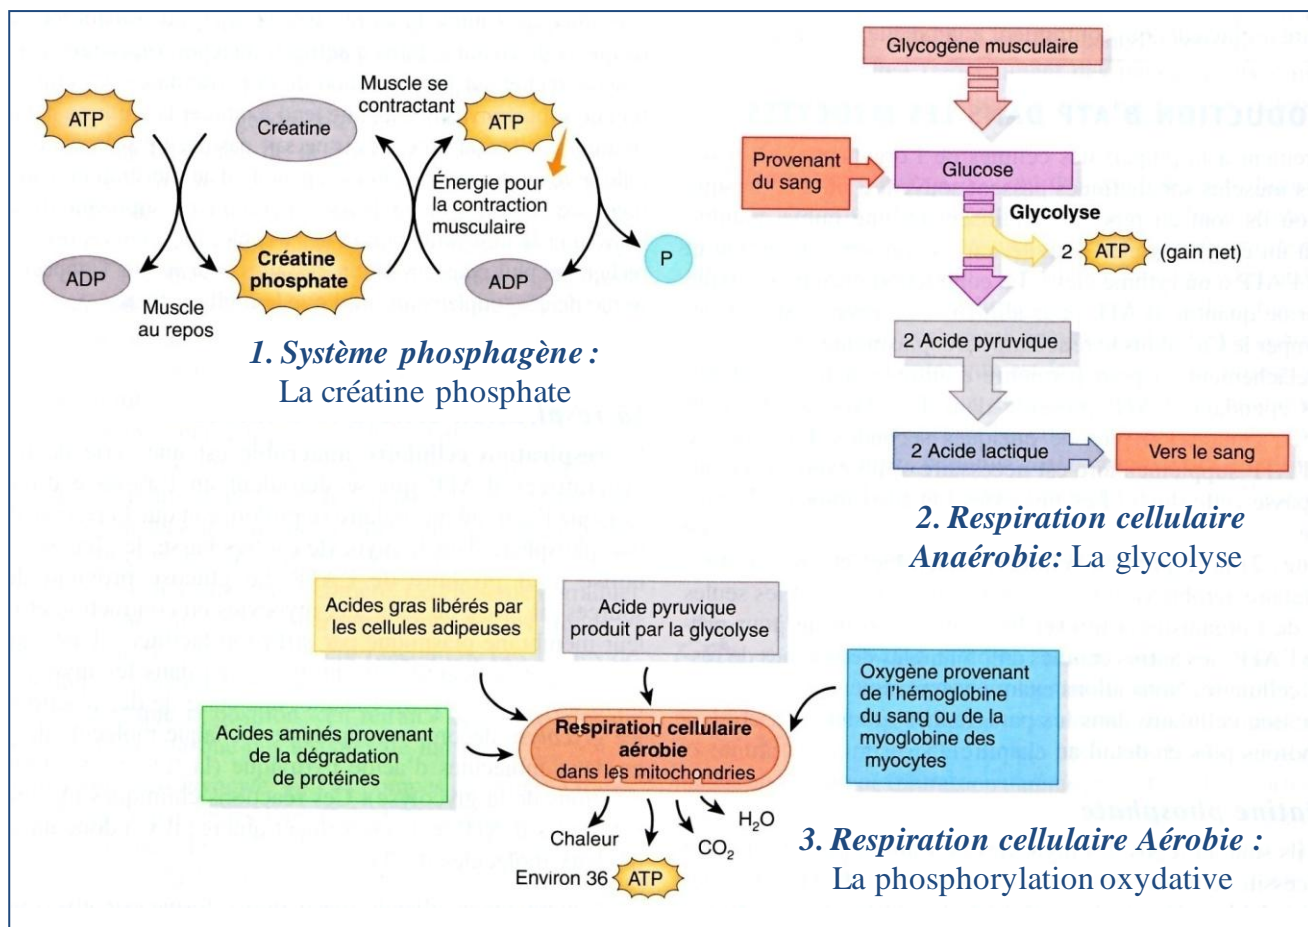 ATP
Créatine
Muscle se
contractant
ATP
Énergie pour
la contraction
musculaire
P
ADP
Créatine
phosphate
ADP
Muscle
au repos
1. Système phosphagène :
La créatine phosphate
Glycogène musculaire
Provenant
du sang
Glucose
Glycolyse
2 ATP (gain net)
2 Acide pyruvique
2 Acide lactique
Vers le sang
2. Respiration cellulaire
Anaérobie: La glycolyse
Acides gras libérés par
les cellules adipeuses
Acide pyruvique
produit par la glycolyse
Oxygène provenant
de l'hémoglobine
du sang ou de la
myoglobine des
myocytes
Acides aminés provenant
de la dégradation
de protéines
Respiration cellulaire
aérobie
dans les mitochondries
Chaleur
Environ 36 ATP
CO₂
H₂O
3. Respiration cellulaire Aérobie :
La phosphorylation oxydative